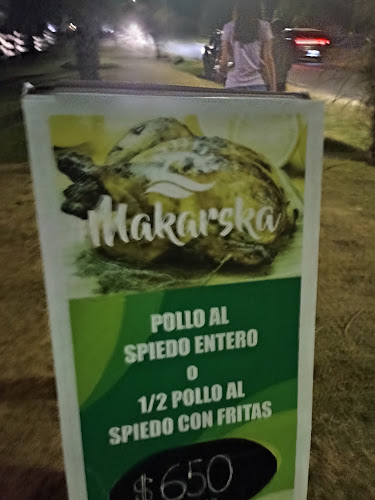 Makarska
POLLO AL
SPIEDO ENTERO
O
1/2 POLLO AL
SPIEDO CON FRITAS
$650